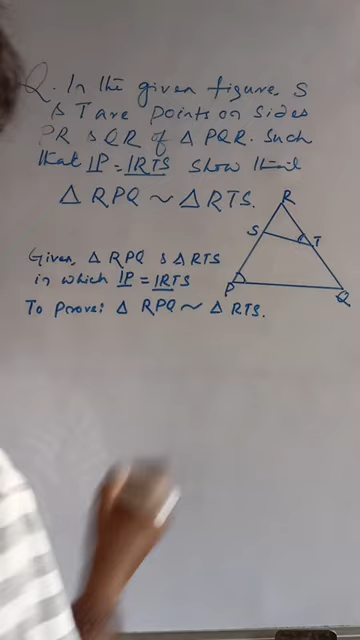 Q. In the given figure, S
& T are points on sides
PR & QR of △ PQR. Such
that ∠P = ∠RTS show that
△ RPQ ~ △ RTS.
R
S
T
P
Q
Given, △ RPQ & △ RTS
in which ∠P = ∠RTS
To prove: △ RPQ ~ △ RTS.